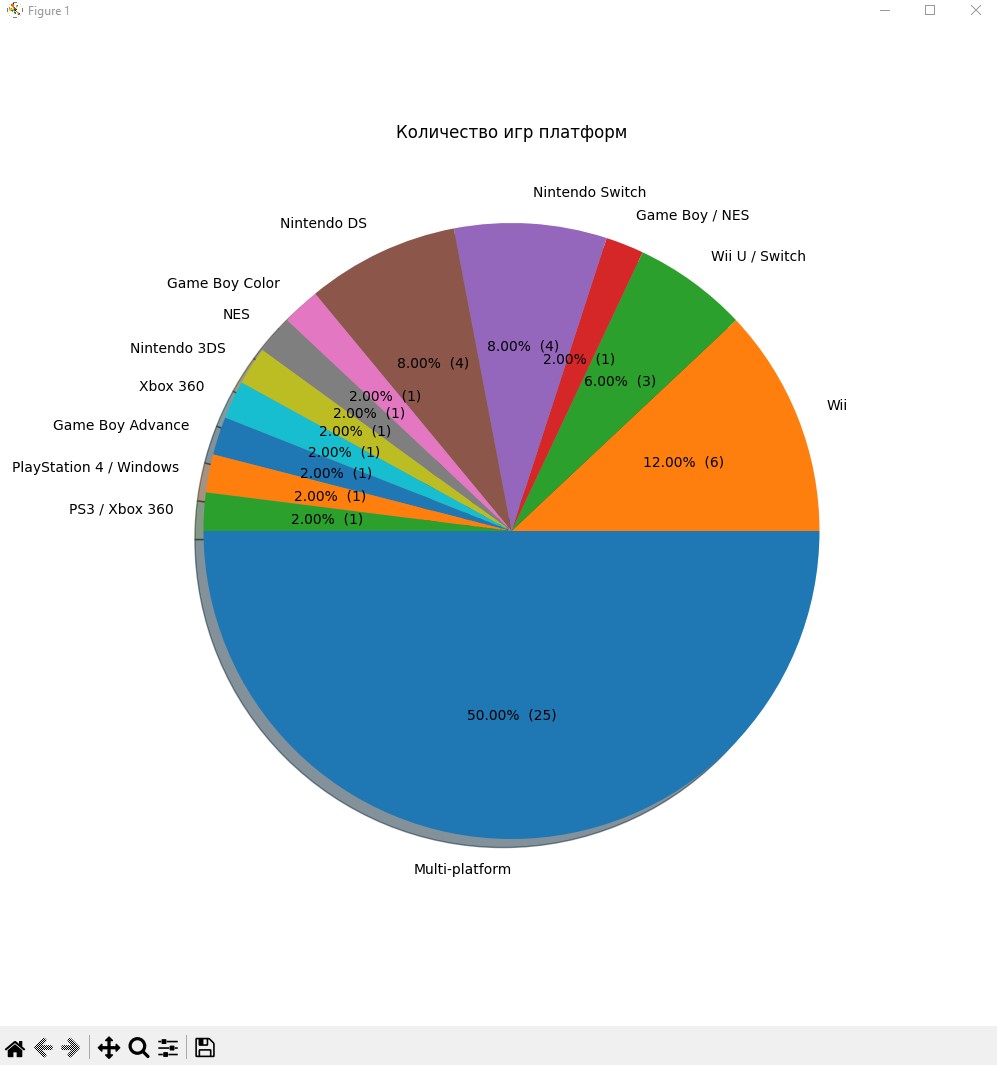 Figure 1
Количество игр платформ
Nintendo Switch
Game Boy / NES
Nintendo DS
Wii U / Switch
Game Boy Color
NES
Nintendo 3DS
8.00%  (4)
2.00%  (1)
8.00%  (4)
6.00%  (3)
Xbox 360
2.00%  (1)
Wii
2.00%  (1)
Game Boy Advance
2.00%  (1)
2.00%  (1)
12.00%  (6)
PlayStation 4 / Windows
2.00%  (1)
2.00%  (1)
PS3 / Xbox 360
2.00%  (1)
50.00%  (25)
Multi-platform